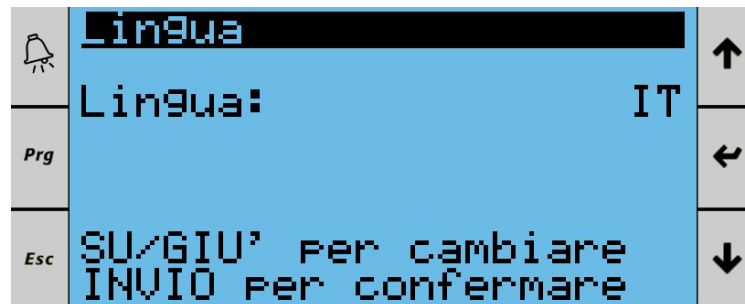 Lingua
Lingua: IT
Prg
SU/GIU' per cambiare
Esc
INVIO per confermare